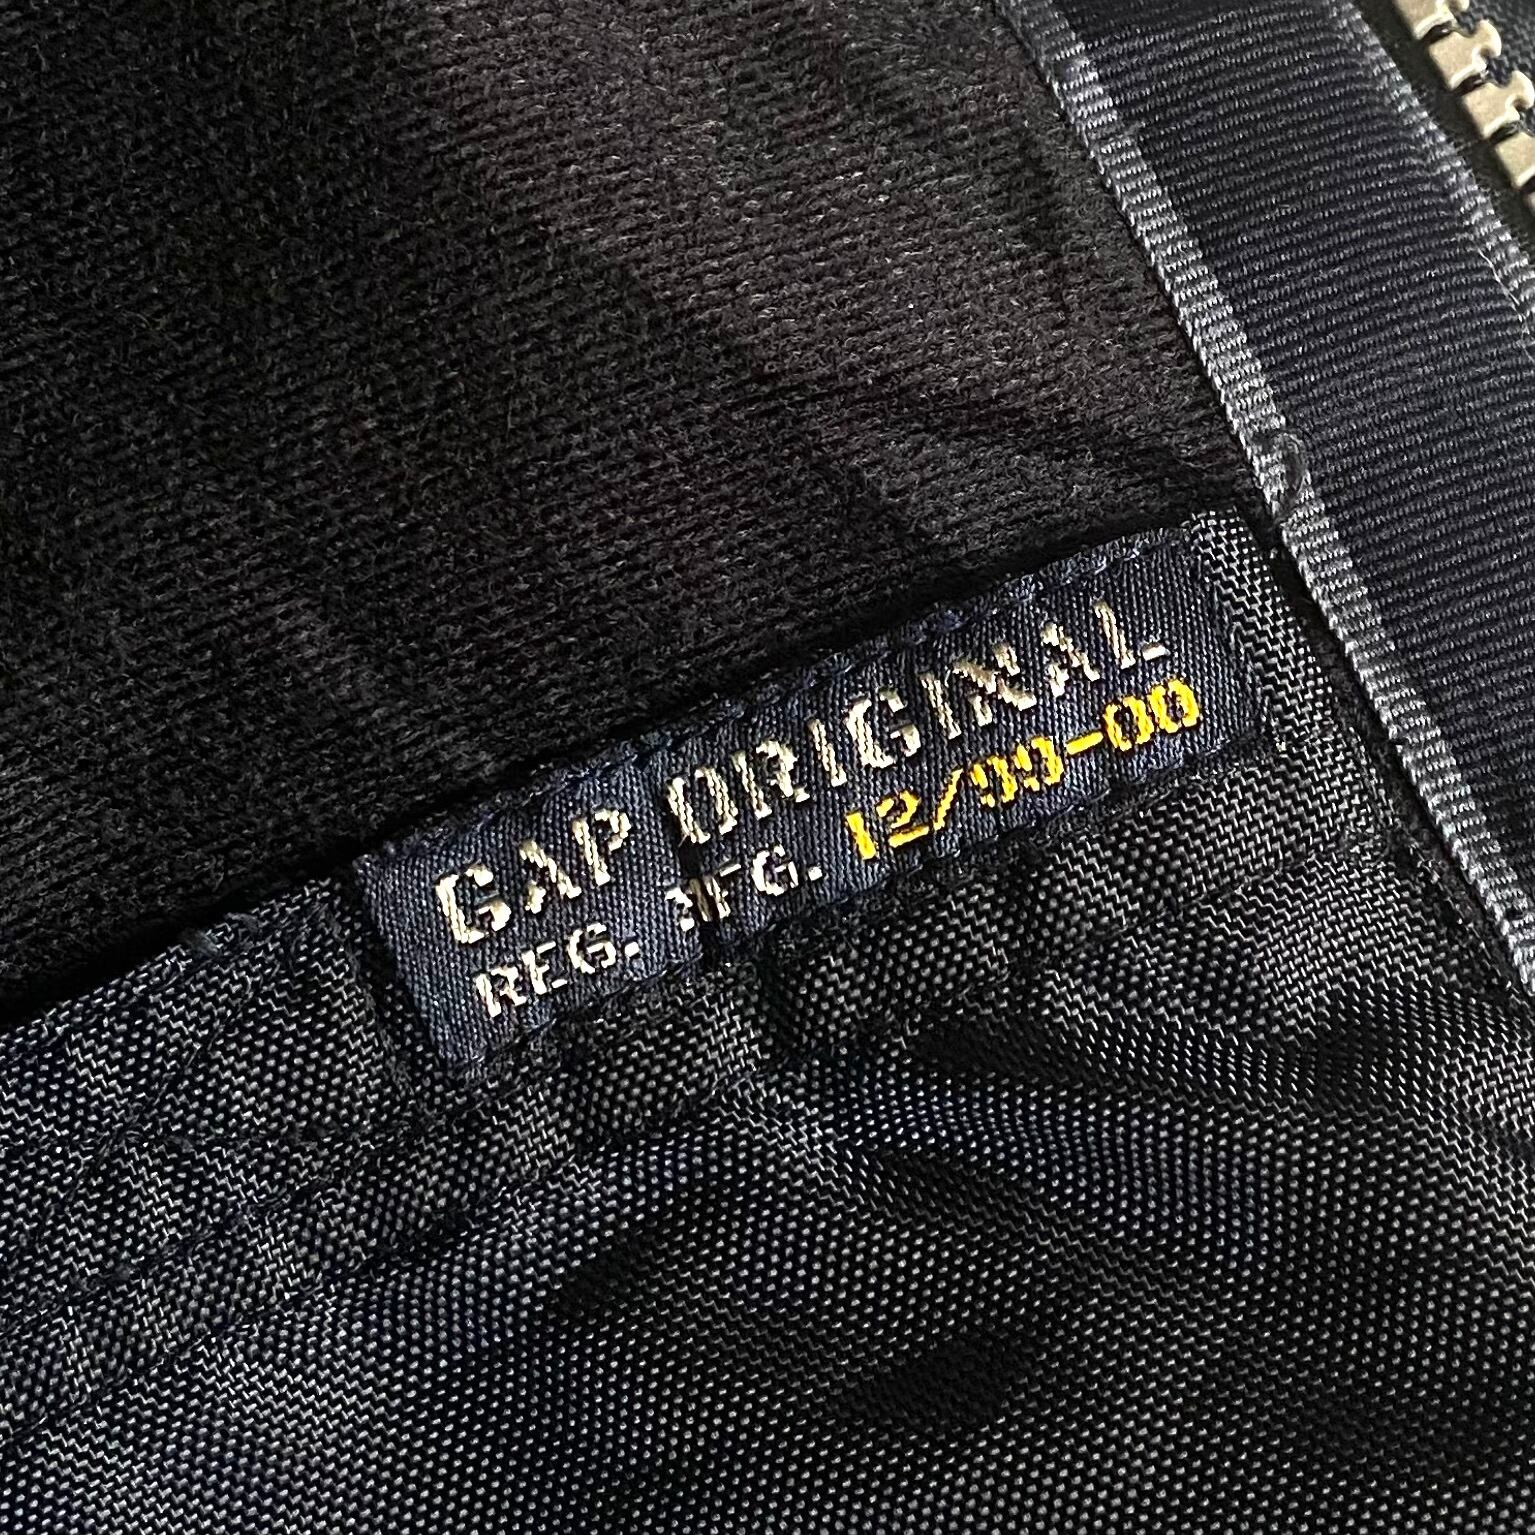 GAP ORIGINAL
REG. MFG. 12/99-00